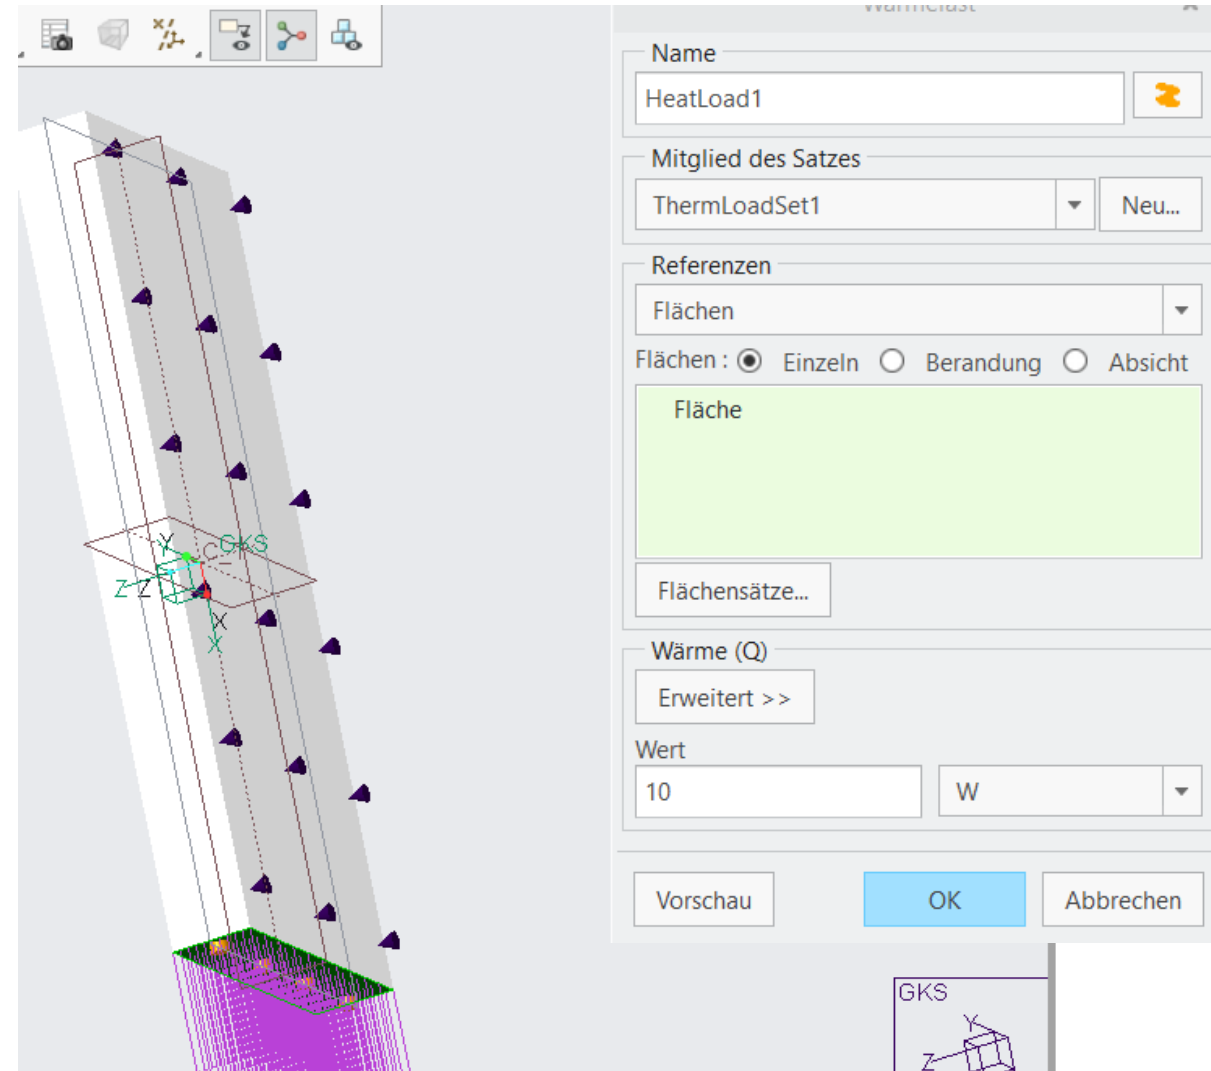 Wärmelast
Name
HeatLoad1
Mitglied des Satzes
ThermLoadSet1
Neu...
Referenzen
Flächen
Flächen : Einzeln Berandung Absicht
Fläche
Flächensätze...
Wärme (Q)
Erweitert >>
Wert
10 W
Vorschau OK Abbrechen
Y GKS
Z Z
X
X
GKS
Y
Z